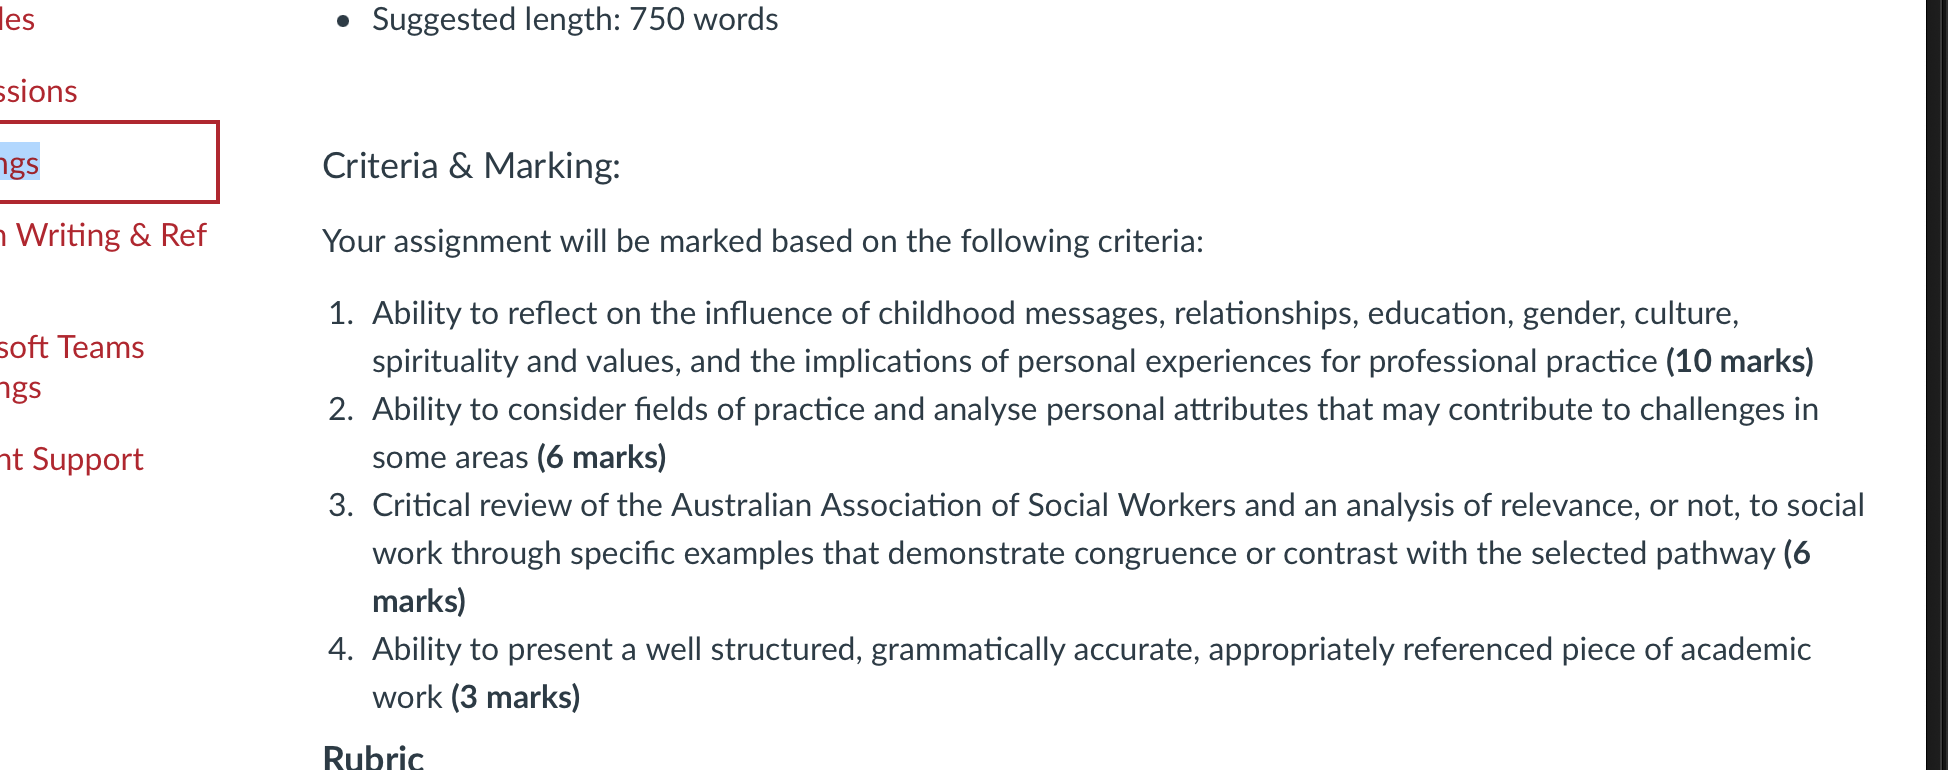 les
ssions
ngs
n Writing & Ref
soft Teams
ngs
nt Support
• Suggested length: 750 words
Criteria & Marking:
Your assignment will be marked based on the following criteria:
1. Ability to reflect on the influence of childhood messages, relationships, education, gender, culture,
spirituality and values, and the implications of personal experiences for professional practice (10 marks)
2. Ability to consider fields of practice and analyse personal attributes that may contribute to challenges in
some areas (6 marks)
3. Critical review of the Australian Association of Social Workers and an analysis of relevance, or not, to social
work through specific examples that demonstrate congruence or contrast with the selected pathway (6
marks)
4. Ability to present a well structured, grammatically accurate, appropriately referenced piece of academic
work (3 marks)
Rubric